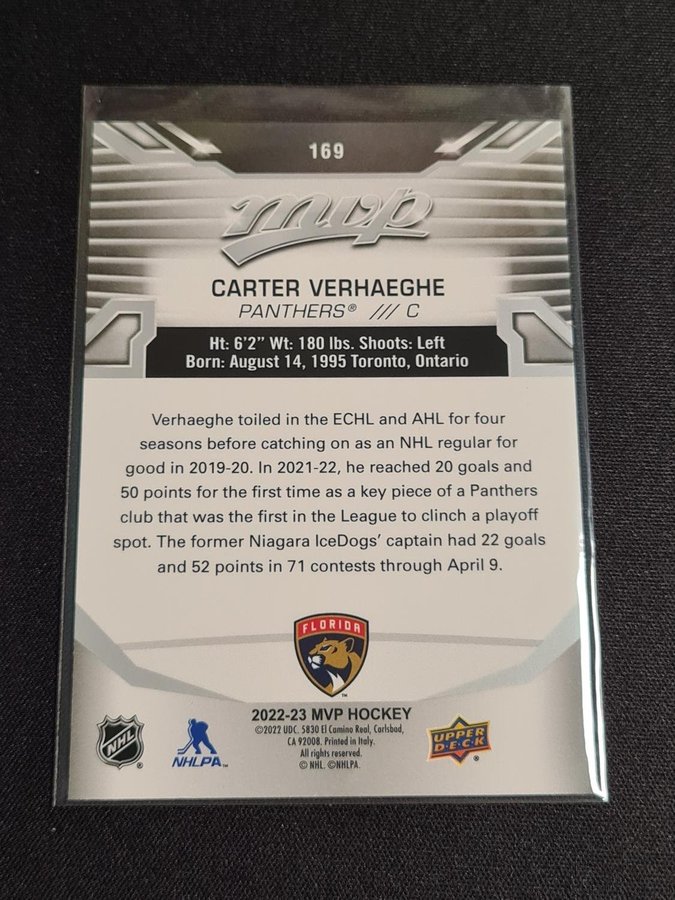 169
mvp
CARTER VERHAEGHE
PANTHERS® /// C
Ht: 6'2" Wt: 180 lbs. Shoots: Left
Born: August 14, 1995 Toronto, Ontario
Verhaeghe toiled in the ECHL and AHL for four
seasons before catching on as an NHL regular for
good in 2019-20. In 2021-22, he reached 20 goals and
50 points for the first time as a key piece of a Panthers
club that was the first in the League to clinch a playoff
spot. The former Niagara IceDogs' captain had 22 goals
and 52 points in 71 contests through April 9.
FLORIDA
™
2022-23 MVP HOCKEY
©2022 UDC. 5830 El Camino Real, Carlsbad,
CA 92008. Printed in Italy.
All rights reserved.
© NHL. ©NHLPA.
NHL ®
NHLPA™
UPPER
DECK ®